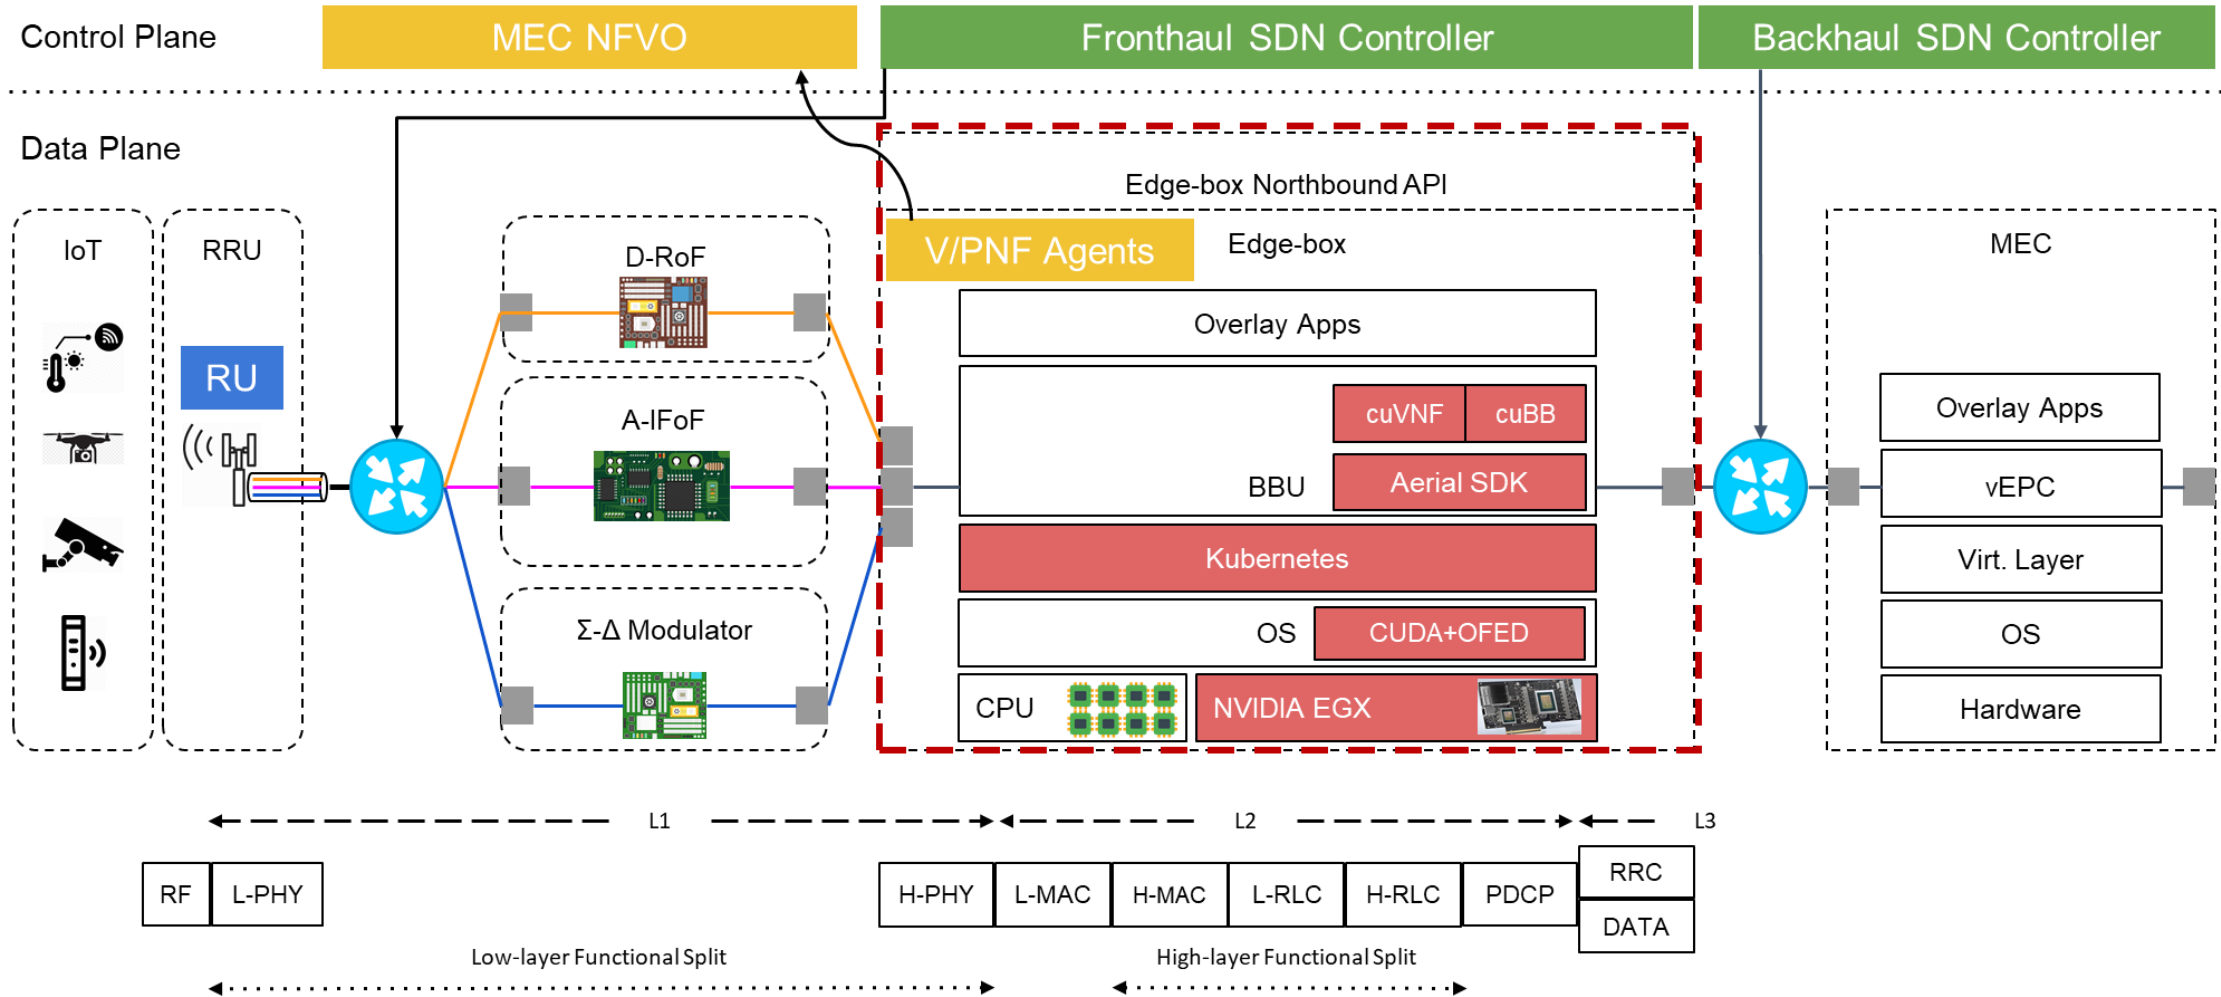 Control Plane
MEC NFVO
Fronthaul SDN Controller
Backhaul SDN Controller
Data Plane
Edge-box Northbound API
IoT
RRU
D-RoF
V/PNF Agents
Edge-box
MEC
Overlay Apps
RU
A-IFoF
cuVNF
cuBB
Overlay Apps
BBU
Aerial SDK
vEPC
Kubernetes
Virt. Layer
Σ-Δ Modulator
OS
CUDA+OFED
OS
CPU
NVIDIA EGX
Hardware
L1
L2
L3
RF
L-PHY
H-PHY
L-MAC
H-MAC
L-RLC
H-RLC
PDCP
RRC
DATA
Low-layer Functional Split
High-layer Functional Split